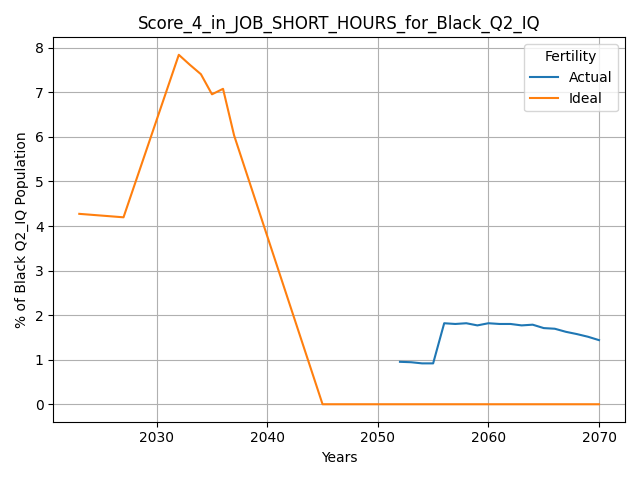 Score_4_in_JOB_SHORT_HOURS_for_Black_Q2_IQ
Fertility
Actual
Ideal
% of Black Q2_IQ Population
8
7
6
5
4
3
2
1
0
2030 2040 2050 2060 2070
Years